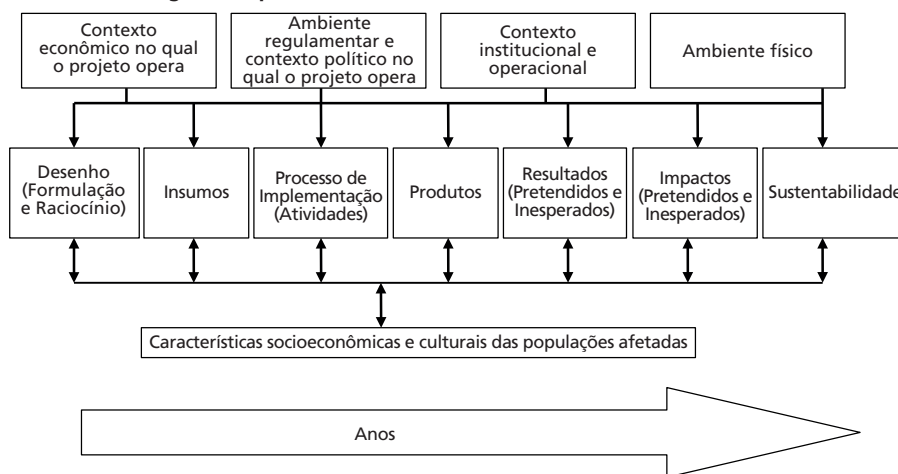 Contexto
econômico no qual
o projeto opera
Ambiente
regulamentar e
contexto político no
qual o projeto opera
Contexto
institucional e
operacional
Ambiente físico
Desenho
(Formulação
e Raciocínio)
Insumos
Processo de
Implementação
(Atividades)
Produtos
Resultados
(Pretendidos e
Inesperados)
Impactos
(Pretendidos e
Inesperados)
Sustentabilidade
Características socioeconômicas e culturais das populações afetadas
Anos